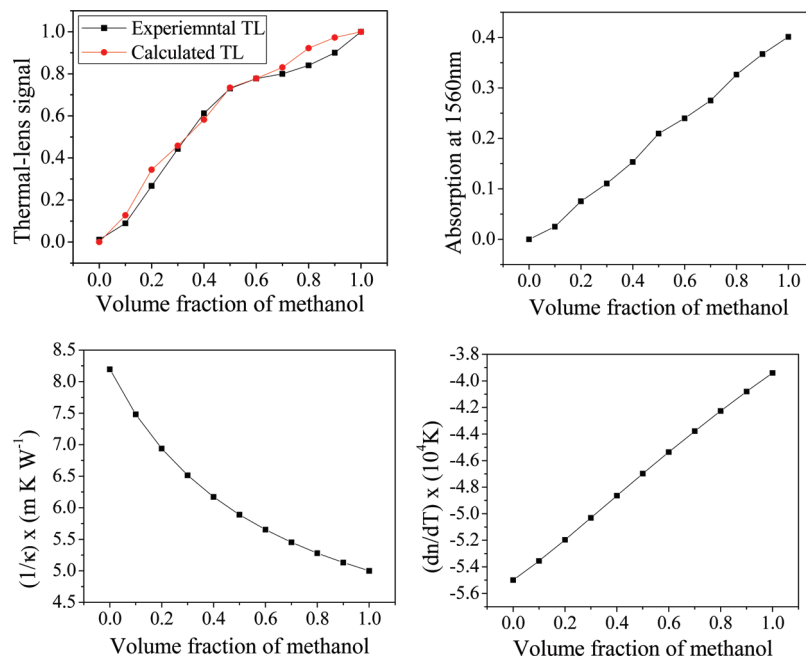 Experiemntal TL
Calculated TL
Thermal-lens signal
1.0
0.8
0.6
0.4
0.2
0.0
0.0 0.2 0.4 0.6 0.8 1.0
Volume fraction of methanol
Absorption at 1560nm
0.4
0.3
0.2
0.1
0.0
0.0 0.2 0.4 0.6 0.8 1.0
Volume fraction of methanol
(1/κ) x (m K W⁻¹)
8.5
8.0
7.5
7.0
6.5
6.0
5.5
5.0
4.5
0.0 0.2 0.4 0.6 0.8 1.0
Volume fraction of methanol
(dn/dT) x (10⁴K)
-3.8
-4.0
-4.2
-4.4
-4.6
-4.8
-5.0
-5.2
-5.4
-5.6
0.0 0.2 0.4 0.6 0.8 1.0
Volume fraction of methanol